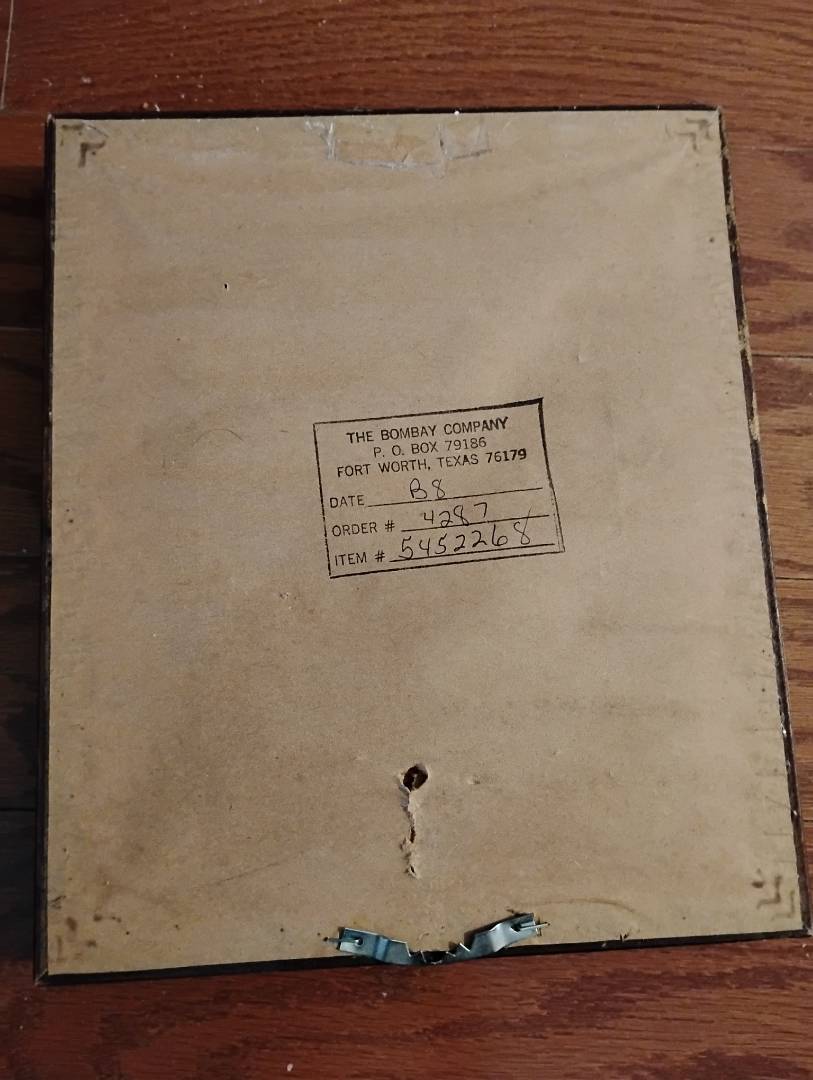 THE BOMBAY COMPANY
P. O. BOX 79186
FORT WORTH, TEXAS 76179
DATE B8
ORDER # 4287
ITEM # 5452268